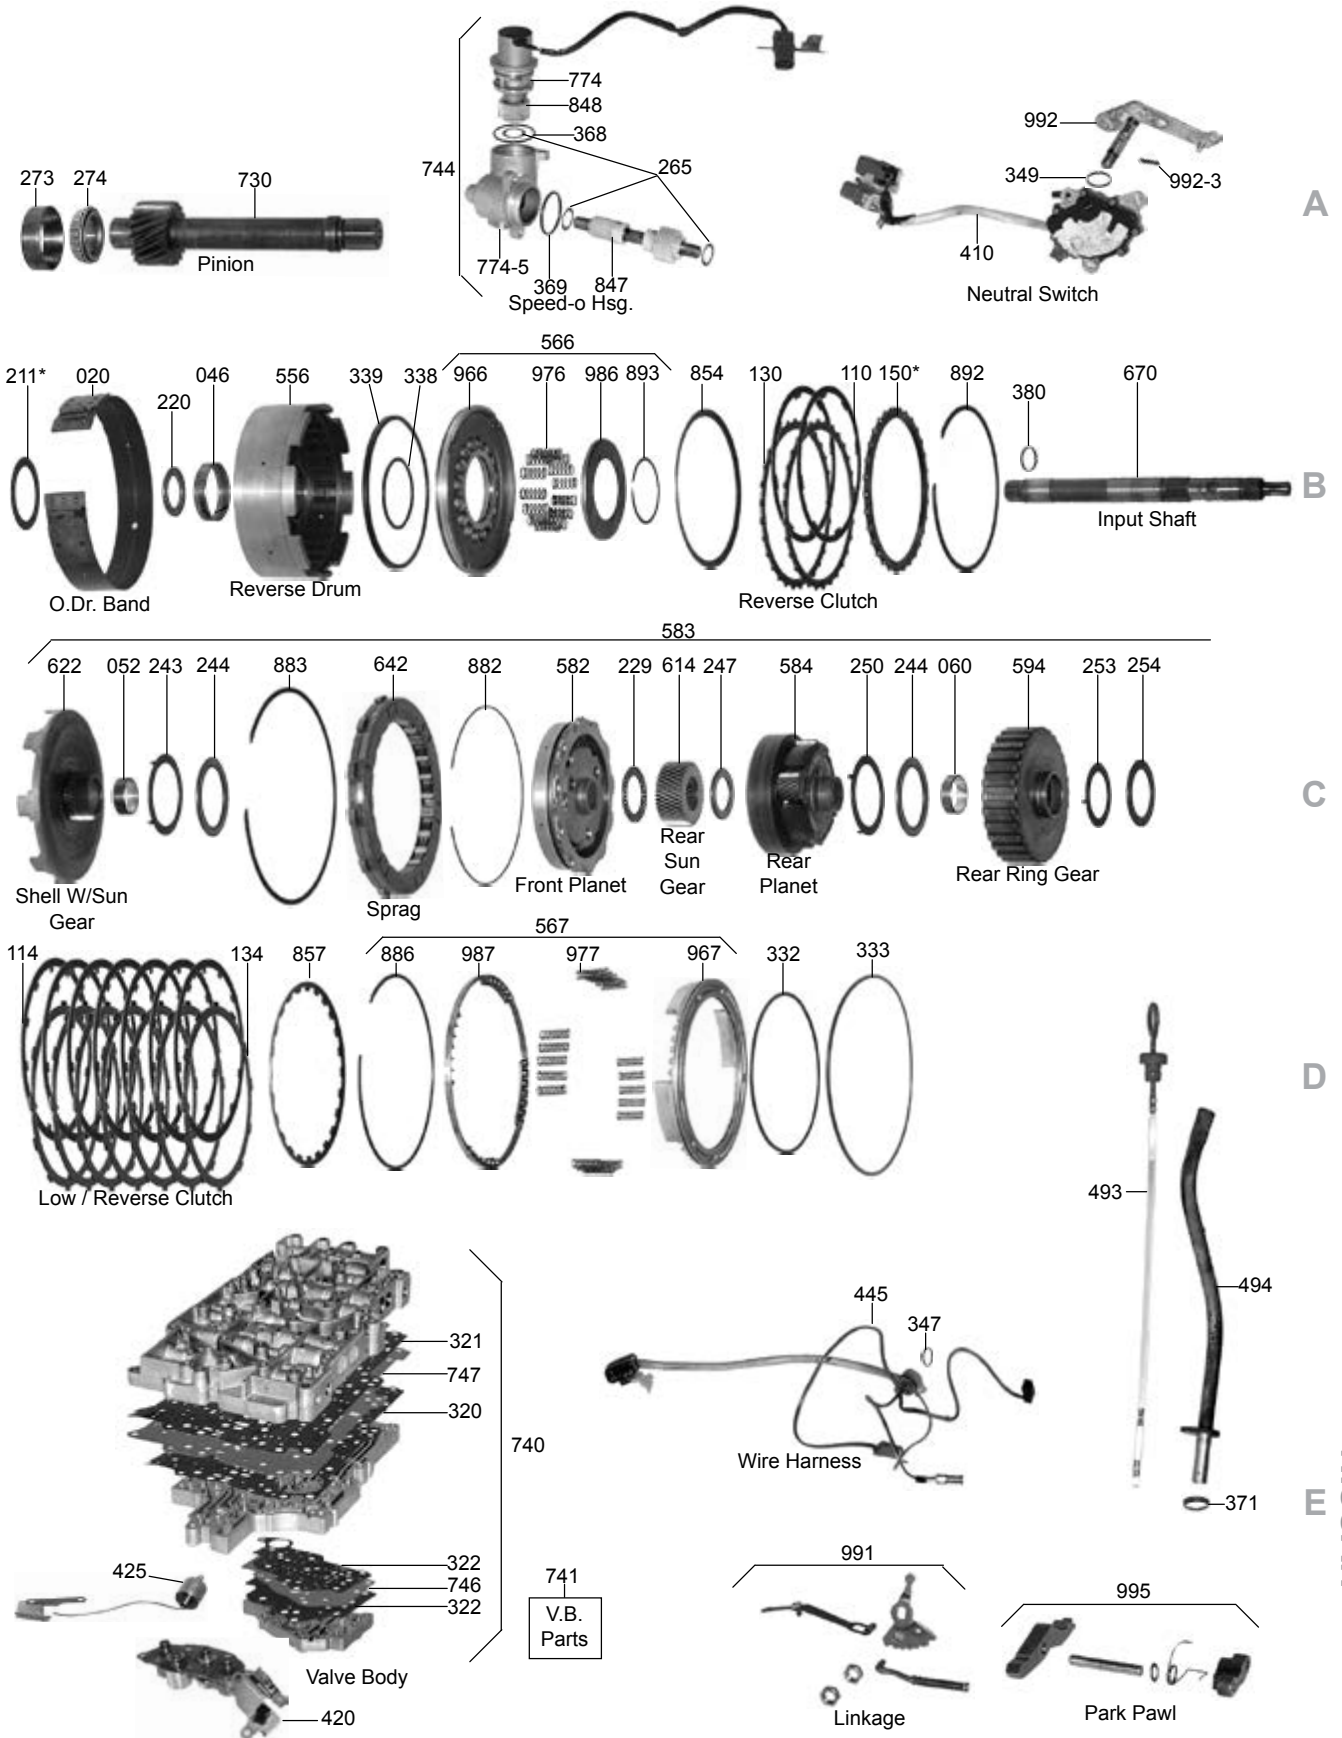 774
848
368
744
265
992
349
992-3
A
273 274 730
Pinion
774-5
369 847
Speed-o Hsg.
410
Neutral Switch
566
211* 020 220 046 556 339 338 966 976 986 893 854 130 110 150* 892 380 670
B
O.Dr. Band
Reverse Drum
Reverse Clutch
Input Shaft
583
622 052 243 244 883 642 882 582 229 614 247 584 250 244 060 594 253 254
C
Shell W/Sun
Gear
Sprag
Front Planet
Rear
Sun
Gear
Rear
Planet
Rear Ring Gear
567
114 134 857 886 987 977 967 332 333
D
Low / Reverse Clutch
493
494
371
E
321
747
320
740
322
746
322
425
420
Valve Body
741
V.B.
Parts
445
347
Wire Harness
991
Linkage
995
Park Pawl